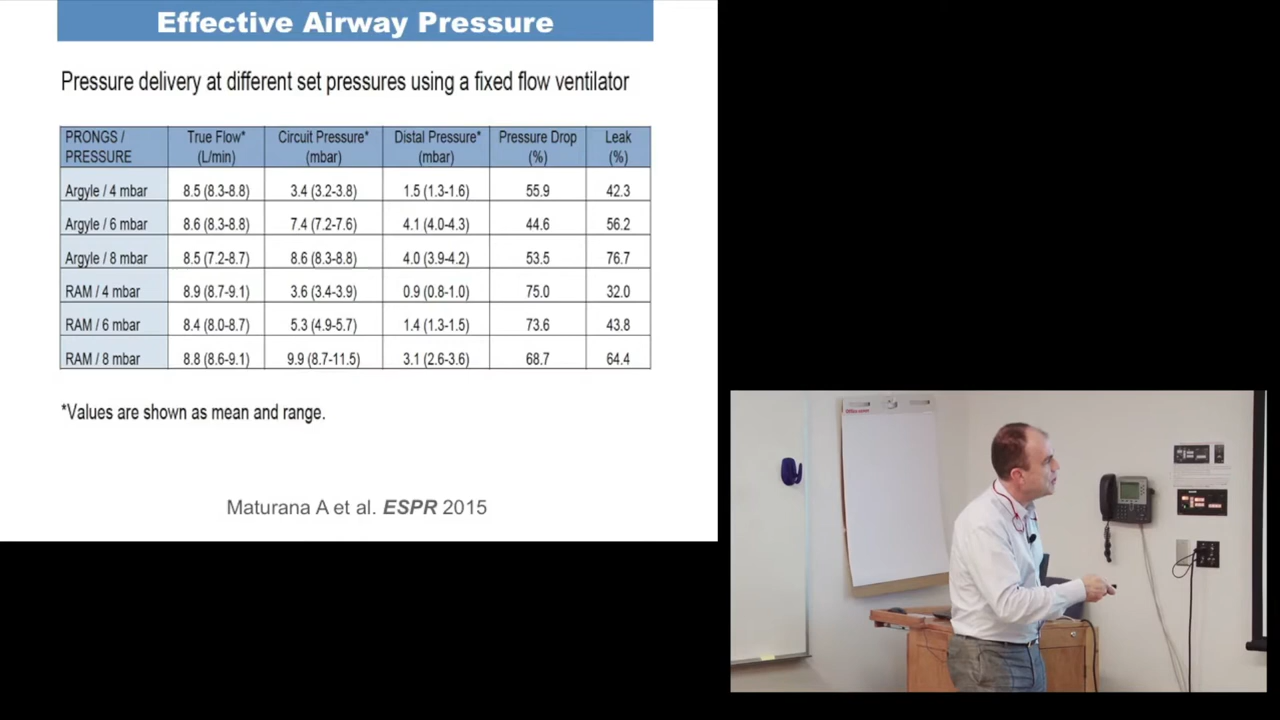 Effective Airway Pressure
Pressure delivery at different set pressures using a fixed flow ventilator
PRONGS / PRESSURE True Flow* (L/min) Circuit Pressure* (mbar) Distal Pressure* (mbar) Pressure Drop (%) Leak (%)
Argyle / 4 mbar 8.5 (8.3-8.8) 3.4 (3.2-3.8) 1.5 (1.3-1.6) 55.9 42.3
Argyle / 6 mbar 8.6 (8.3-8.8) 7.4 (7.2-7.6) 4.1 (4.0-4.3) 44.6 56.2
Argyle / 8 mbar 8.5 (7.2-8.7) 8.6 (8.3-8.8) 4.0 (3.9-4.2) 53.5 76.7
RAM / 4 mbar 8.9 (8.7-9.1) 3.6 (3.4-3.9) 0.9 (0.8-1.0) 75.0 32.0
RAM / 6 mbar 8.4 (8.0-8.7) 5.3 (4.9-5.7) 1.4 (1.3-1.5) 73.6 43.8
RAM / 8 mbar 8.8 (8.6-9.1) 9.9 (8.7-11.5) 3.1 (2.6-3.6) 68.7 64.4
*Values are shown as mean and range.
Maturana A et al. ESPR 2015